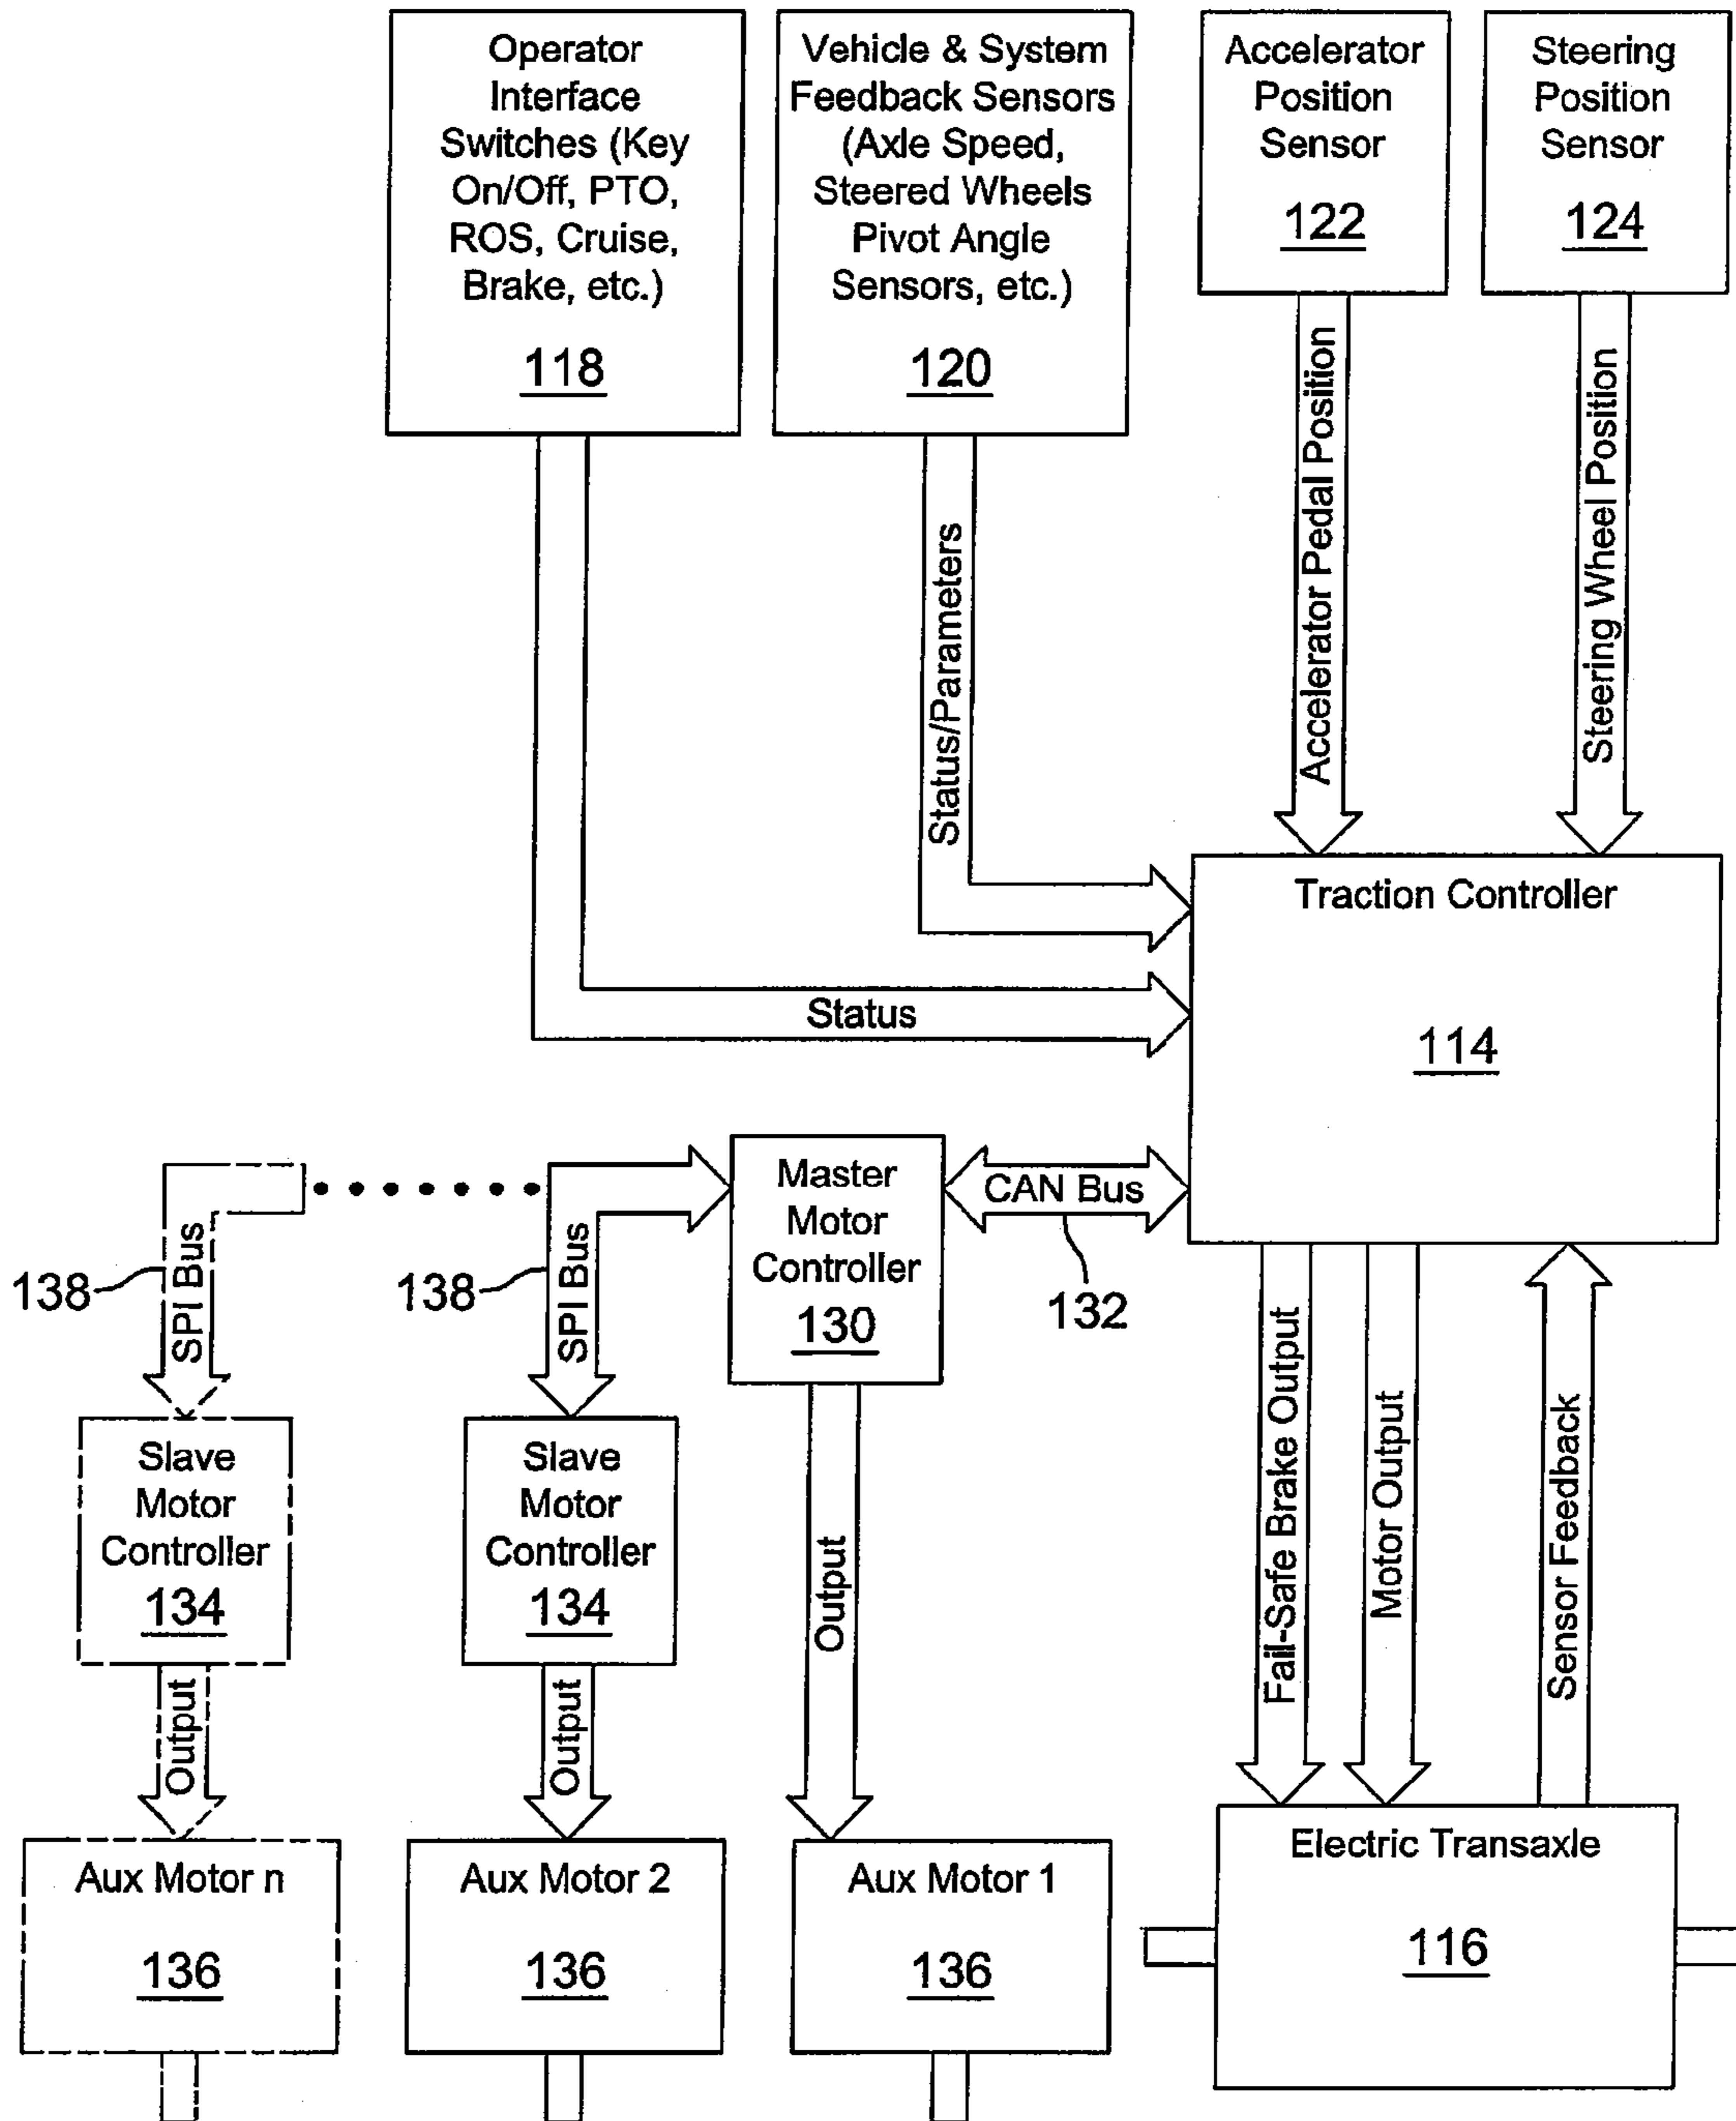 Operator
Interface
Switches (Key
On/Off, PTO,
ROS, Cruise,
Brake, etc.)
118
Vehicle & System
Feedback Sensors
(Axle Speed,
Steered Wheels
Pivot Angle
Sensors, etc.)
120
Accelerator
Position
Sensor
122
Steering
Position
Sensor
124
Status/Parameters
Accelerator Pedal Position
Steering Wheel Position
Status
Traction Controller
114
Master
Motor
Controller
130
CAN Bus
132
138
SPI Bus
138
SPI Bus
Slave
Motor
Controller
134
Slave
Motor
Controller
134
Output
Output
Output
Fail-Safe Brake Output
Motor Output
Sensor Feedback
Aux Motor n
136
Aux Motor 2
136
Aux Motor 1
136
Electric Transaxle
116